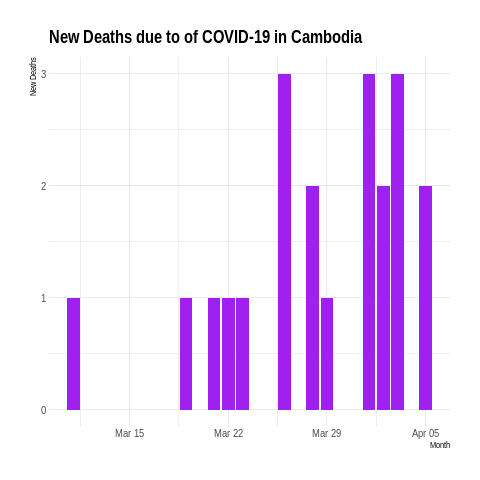 New Deaths due to of COVID-19 in Cambodia
New Deaths
3
2
1
0
Mar 15 Mar 22 Mar 29 Apr 05
Month